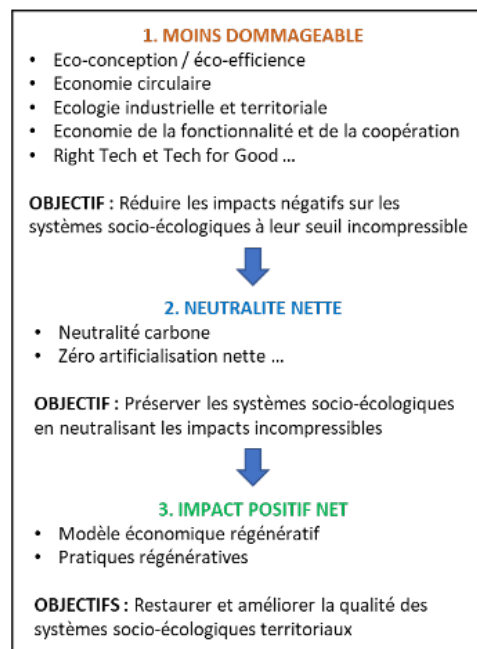 1. MOINS DOMMAGEABLE
• Eco-conception / éco-efficience
• Economie circulaire
• Ecologie industrielle et territoriale
• Economie de la fonctionnalité et de la coopération
• Right Tech et Tech for Good ...
OBJECTIF : Réduire les impacts négatifs sur les
systèmes socio-écologiques à leur seuil incompressible
2. NEUTRALITE NETTE
• Neutralité carbone
• Zéro artificialisation nette ...
OBJECTIF : Préserver les systèmes socio-écologiques
en neutralisant les impacts incompressibles
3. IMPACT POSITIF NET
• Modèle économique régénératif
• Pratiques régénératives
OBJECTIFS : Restaurer et améliorer la qualité des
systèmes socio-écologiques territoriaux